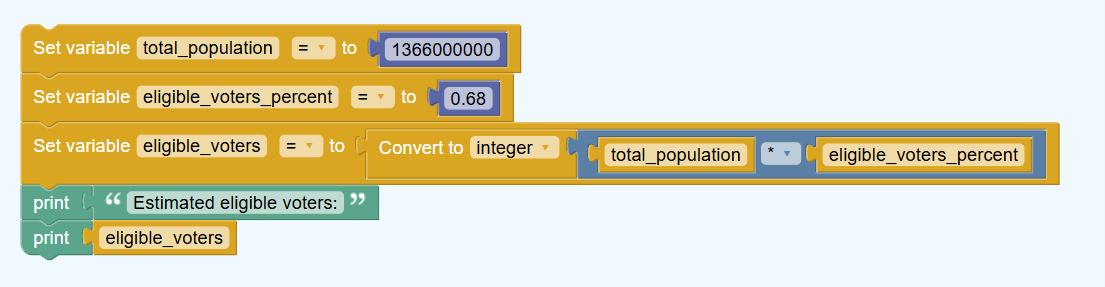 Set variable total_population = to 1366000000
Set variable eligible_voters_percent = to 0.68
Set variable eligible_voters = to Convert to integer total_population * eligible_voters_percent
print “ Estimated eligible voters: ”
print eligible_voters